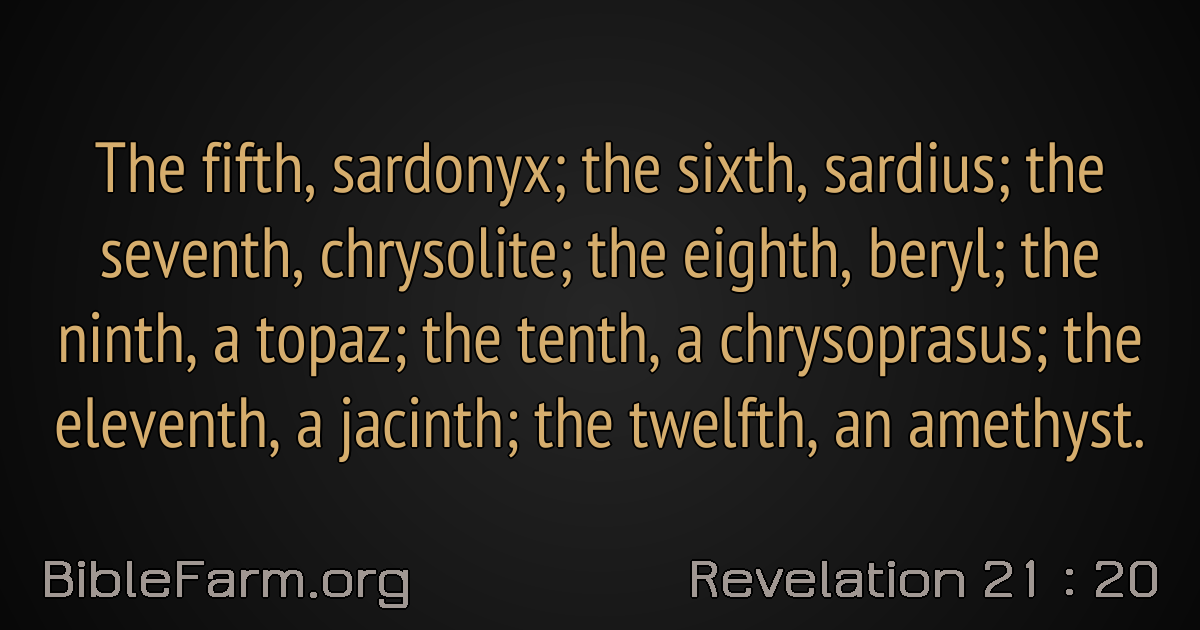 The fifth, sardonyx; the sixth, sardius; the
seventh, chrysolite; the eighth, beryl; the
ninth, a topaz; the tenth, a chrysoprasus; the
eleventh, a jacinth; the twelfth, an amethyst.
BibleFarm.org
Revelation 21 : 20